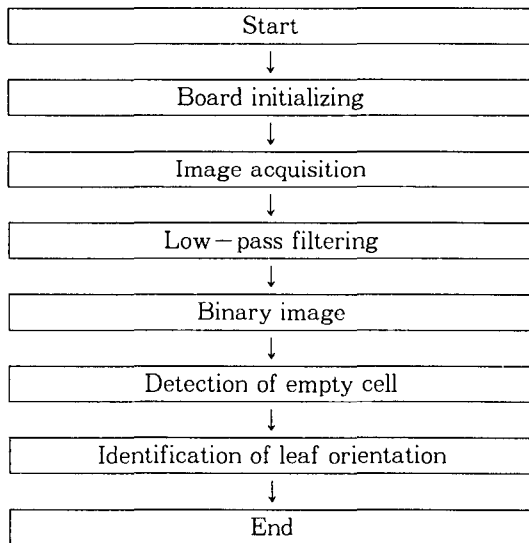 Start
↓
Board initializing
↓
Image acquisition
↓
Low-pass filtering
↓
Binary image
↓
Detection of empty cell
↓
Identification of leaf orientation
↓
End